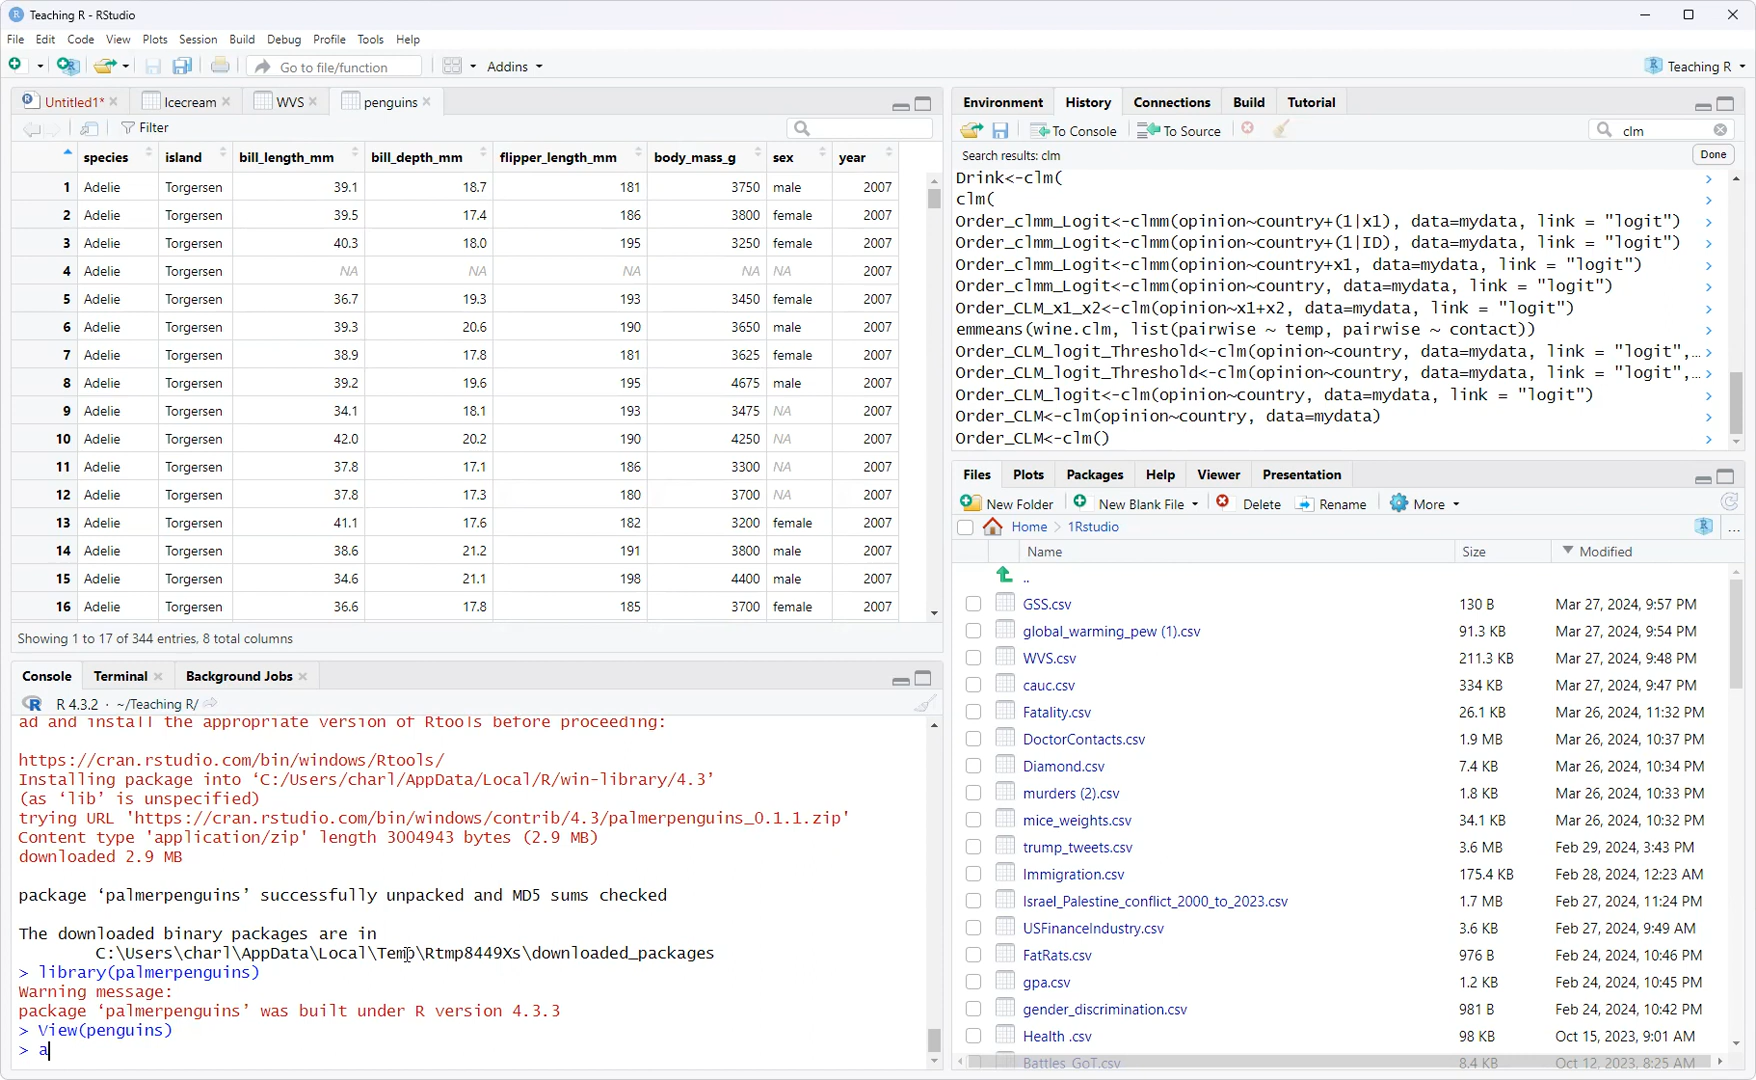 Teaching R - RStudio
File Edit Code View Plots Session Build Debug Profile Tools Help
Go to file/function Addins Teaching R
Untitled1* Icecream WVS penguins
Filter
species island bill_length_mm bill_depth_mm flipper_length_mm body_mass_g sex year
1 Adelie Torgersen 39.1 18.7 181 3750 male 2007
2 Adelie Torgersen 39.5 17.4 186 3800 female 2007
3 Adelie Torgersen 40.3 18.0 195 3250 female 2007
4 Adelie Torgersen NA NA NA NA NA 2007
5 Adelie Torgersen 36.7 19.3 193 3450 female 2007
6 Adelie Torgersen 39.3 20.6 190 3650 male 2007
7 Adelie Torgersen 38.9 17.8 181 3625 female 2007
8 Adelie Torgersen 39.2 19.6 195 4675 male 2007
9 Adelie Torgersen 34.1 18.1 193 3475 NA 2007
10 Adelie Torgersen 42.0 20.2 190 4250 NA 2007
11 Adelie Torgersen 37.8 17.1 186 3300 NA 2007
12 Adelie Torgersen 37.8 17.3 180 3700 NA 2007
13 Adelie Torgersen 41.1 17.6 182 3200 female 2007
14 Adelie Torgersen 38.6 21.2 191 3800 male 2007
15 Adelie Torgersen 34.6 21.1 198 4400 male 2007
16 Adelie Torgersen 36.6 17.8 185 3700 female 2007
Showing 1 to 17 of 344 entries, 8 total columns
Console Terminal Background Jobs
R 4.3.2 · ~/Teaching R/
ad and install the appropriate version of Rtools before proceeding:
https://cran.rstudio.com/bin/windows/Rtools/
Installing package into ‘C:/Users/charl/AppData/Local/R/win-library/4.3’
(as ‘lib’ is unspecified)
trying URL 'https://cran.rstudio.com/bin/windows/contrib/4.3/palmerpenguins_0.1.1.zip'
Content type 'application/zip' length 3004943 bytes (2.9 MB)
downloaded 2.9 MB
package ‘palmerpenguins’ successfully unpacked and MD5 sums checked
The downloaded binary packages are in
C:\Users\charl\AppData\Local\Temp\Rtmp8449Xs\downloaded_packages
> library(palmerpenguins)
Warning message:
package ‘palmerpenguins’ was built under R version 4.3.3
> View(penguins)
> a
Environment History Connections Build Tutorial
To Console To Source clm
Search results: clm Done
Drink<-clm(
clm(
Order_clmm_Logit<-clmm(opinion~country+(1|x1), data=mydata, link = "logit")
Order_clmm_Logit<-clmm(opinion~country+(1|ID), data=mydata, link = "logit")
Order_clmm_Logit<-clmm(opinion~country+x1, data=mydata, link = "logit")
Order_clmm_Logit<-clmm(opinion~country, data=mydata, link = "logit")
Order_CLM_x1_x2<-clm(opinion~x1+x2, data=mydata, link = "logit")
emmeans(wine.clm, list(pairwise ~ temp, pairwise ~ contact))
Order_CLM_logit_Threshold<-clm(opinion~country, data=mydata, link = "logit",…
Order_CLM_logit_Threshold<-clm(opinion~country, data=mydata, link = "logit",…
Order_CLM_logit<-clm(opinion~country, data=mydata, link = "logit")
Order_CLM<-clm(opinion~country, data=mydata)
Order_CLM<-clm()
Files Plots Packages Help Viewer Presentation
New Folder New Blank File Delete Rename More
Home 1Rstudio ...
Name Size Modified
..
GSS.csv 130 B Mar 27, 2024, 9:57 PM
global_warming_pew (1).csv 91.3 KB Mar 27, 2024, 9:54 PM
WVS.csv 211.3 KB Mar 27, 2024, 9:48 PM
cauc.csv 334 KB Mar 27, 2024, 9:47 PM
Fatality.csv 26.1 KB Mar 26, 2024, 11:32 PM
DoctorContacts.csv 1.9 MB Mar 26, 2024, 10:37 PM
Diamond.csv 7.4 KB Mar 26, 2024, 10:34 PM
murders (2).csv 1.8 KB Mar 26, 2024, 10:33 PM
mice_weights.csv 34.1 KB Mar 26, 2024, 10:32 PM
trump_tweets.csv 3.6 MB Feb 29, 2024, 3:43 PM
Immigration.csv 175.4 KB Feb 28, 2024, 12:23 AM
Israel_Palestine_conflict_2000_to_2023.csv 1.7 MB Feb 27, 2024, 11:24 PM
USFinanceIndustry.csv 3.6 KB Feb 27, 2024, 9:49 AM
FatRats.csv 976 B Feb 24, 2024, 10:46 PM
gpa.csv 1.2 KB Feb 24, 2024, 10:45 PM
gender_discrimination.csv 981 B Feb 24, 2024, 10:42 PM
Health .csv 98 KB Oct 15, 2023, 9:01 AM
Battles_GoT.csv 8.4 KB Oct 12, 2023, 8:25 AM